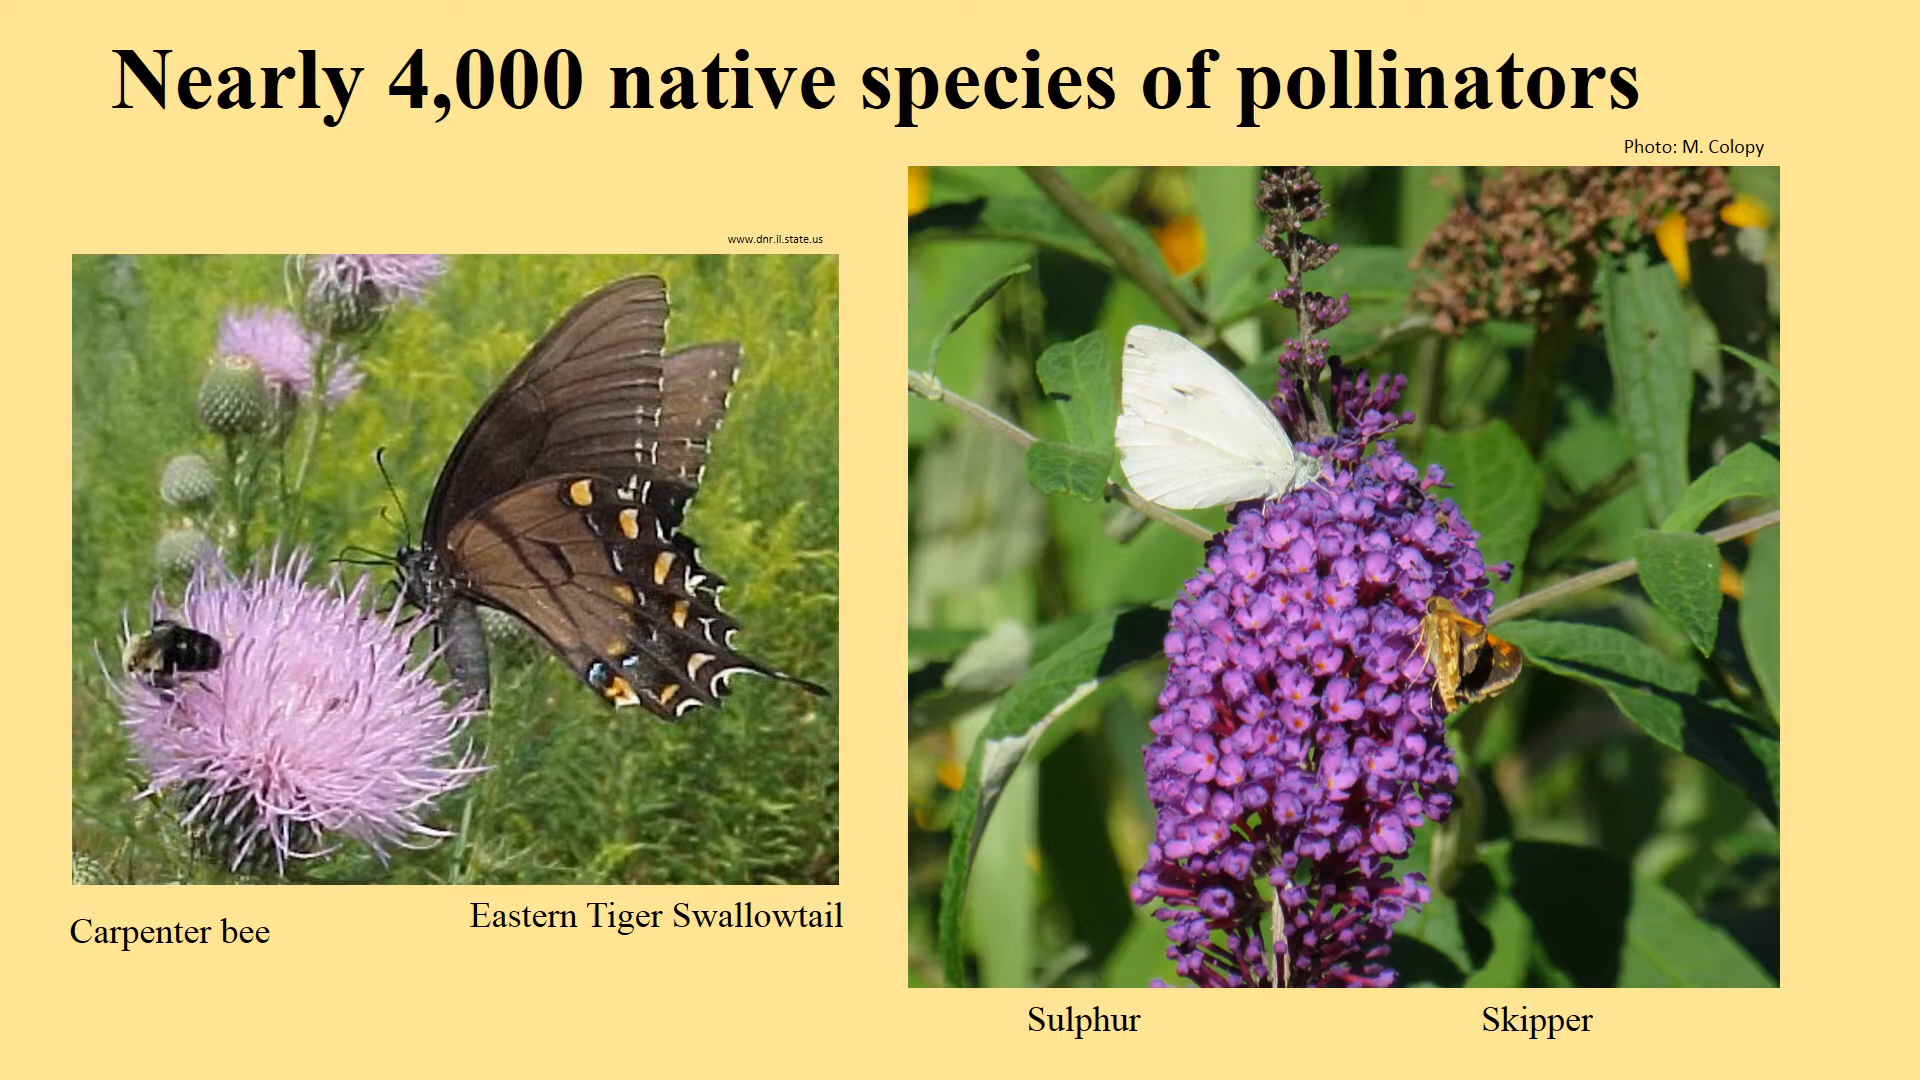 Nearly 4,000 native species of pollinators
Photo: M. Colopy
www.dnr.il.state.us
Carpenter bee
Eastern Tiger Swallowtail
Sulphur
Skipper